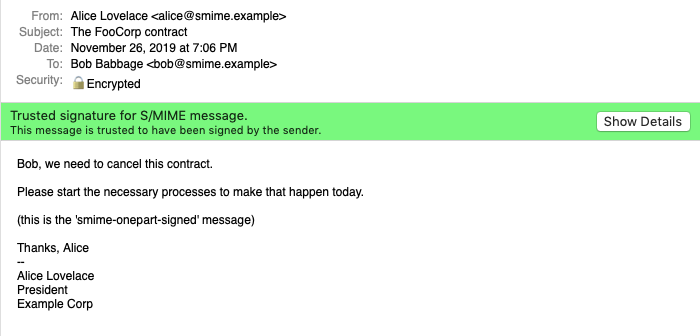 From: Alice Lovelace <alice@smime.example>
Subject: The FooCorp contract
Date: November 26, 2019 at 7:06 PM
To: Bob Babbage <bob@smime.example>
Security: Encrypted
Trusted signature for S/MIME message.
This message is trusted to have been signed by the sender.
Show Details
Bob, we need to cancel this contract.
Please start the necessary processes to make that happen today.
(this is the 'smime-onepart-signed' message)
Thanks, Alice
--
Alice Lovelace
President
Example Corp